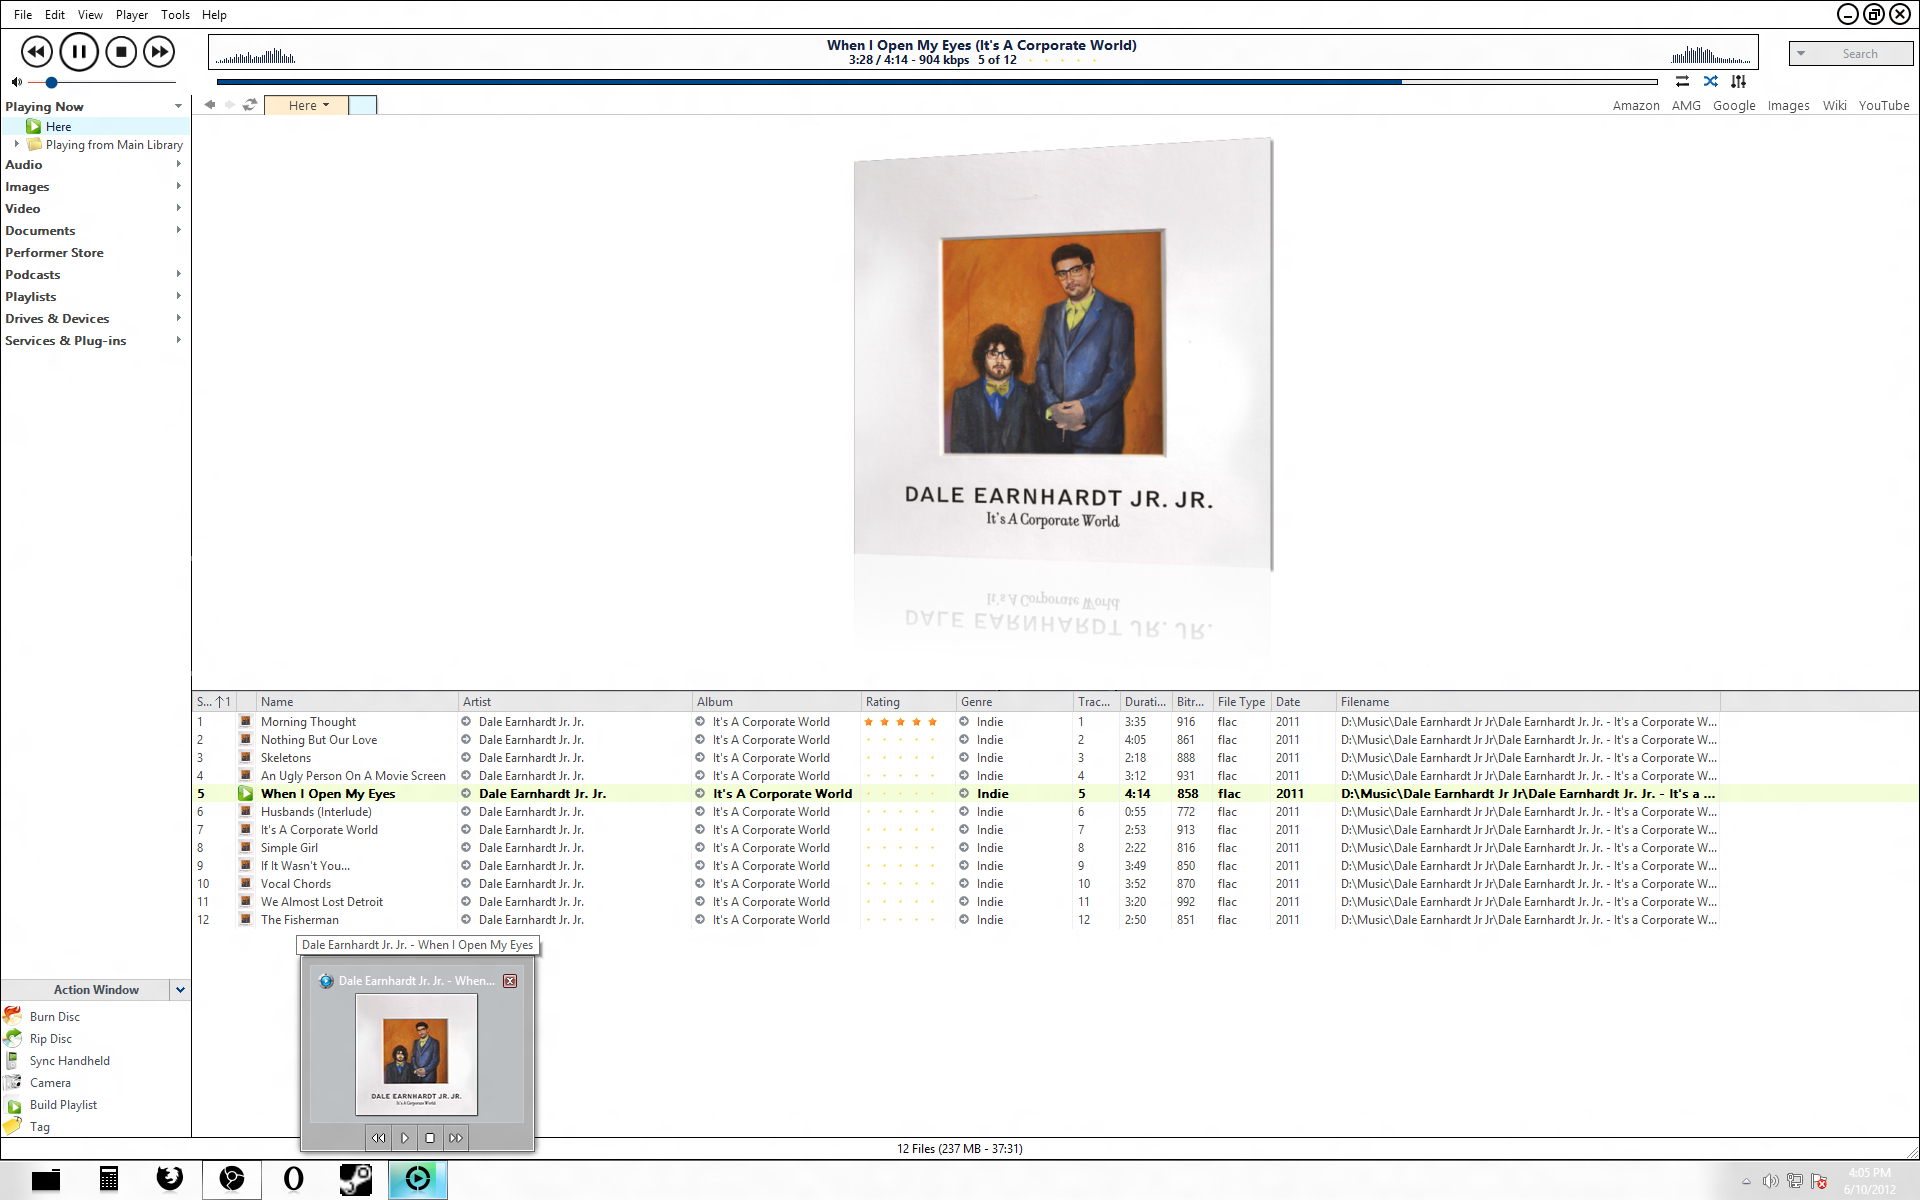 File Edit View Player Tools Help
When I Open My Eyes (It's A Corporate World)
3:28 / 4:14 - 904 kbps 5 of 12
Search
Playing Now
Here
Playing from Main Library
Audio
Images
Video
Documents
Performer Store
Podcasts
Playlists
Drives & Devices
Services & Plug-ins
Here
Amazon AMG Google Images Wiki YouTube
DALE EARNHARDT JR. JR.
It's A Corporate World
It's A Corporate World
DALE EARNHARDT JR. JR.
S... 1 Name Artist Album Rating Genre Trac... Durati... Bitr... File Type Date Filename
1 Morning Thought Dale Earnhardt Jr. Jr. It's A Corporate World Indie 1 3:35 916 flac 2011 D:\Music\Dale Earnhardt Jr Jr\Dale Earnhardt Jr. Jr. - It's a Corporate W...
2 Nothing But Our Love Dale Earnhardt Jr. Jr. It's A Corporate World Indie 2 4:05 861 flac 2011 D:\Music\Dale Earnhardt Jr Jr\Dale Earnhardt Jr. Jr. - It's a Corporate W...
3 Skeletons Dale Earnhardt Jr. Jr. It's A Corporate World Indie 3 2:18 888 flac 2011 D:\Music\Dale Earnhardt Jr Jr\Dale Earnhardt Jr. Jr. - It's a Corporate W...
4 An Ugly Person On A Movie Screen Dale Earnhardt Jr. Jr. It's A Corporate World Indie 4 3:12 931 flac 2011 D:\Music\Dale Earnhardt Jr Jr\Dale Earnhardt Jr. Jr. - It's a Corporate W...
5 When I Open My Eyes Dale Earnhardt Jr. Jr. It's A Corporate World Indie 5 4:14 858 flac 2011 D:\Music\Dale Earnhardt Jr Jr\Dale Earnhardt Jr. Jr. - It's a ...
6 Husbands (Interlude) Dale Earnhardt Jr. Jr. It's A Corporate World Indie 6 0:55 772 flac 2011 D:\Music\Dale Earnhardt Jr Jr\Dale Earnhardt Jr. Jr. - It's a Corporate W...
7 It's A Corporate World Dale Earnhardt Jr. Jr. It's A Corporate World Indie 7 2:53 913 flac 2011 D:\Music\Dale Earnhardt Jr Jr\Dale Earnhardt Jr. Jr. - It's a Corporate W...
8 Simple Girl Dale Earnhardt Jr. Jr. It's A Corporate World Indie 8 2:22 816 flac 2011 D:\Music\Dale Earnhardt Jr Jr\Dale Earnhardt Jr. Jr. - It's a Corporate W...
9 If It Wasn't You... Dale Earnhardt Jr. Jr. It's A Corporate World Indie 9 3:49 850 flac 2011 D:\Music\Dale Earnhardt Jr Jr\Dale Earnhardt Jr. Jr. - It's a Corporate W...
10 Vocal Chords Dale Earnhardt Jr. Jr. It's A Corporate World Indie 10 3:52 870 flac 2011 D:\Music\Dale Earnhardt Jr Jr\Dale Earnhardt Jr. Jr. - It's a Corporate W...
11 We Almost Lost Detroit Dale Earnhardt Jr. Jr. It's A Corporate World Indie 11 3:20 992 flac 2011 D:\Music\Dale Earnhardt Jr Jr\Dale Earnhardt Jr. Jr. - It's a Corporate W...
12 The Fisherman Dale Earnhardt Jr. Jr. It's A Corporate World Indie 12 2:50 851 flac 2011 D:\Music\Dale Earnhardt Jr Jr\Dale Earnhardt Jr. Jr. - It's a Corporate W...
Dale Earnhardt Jr. Jr. - When I Open My Eyes
Dale Earnhardt Jr. Jr. - When...
DALE EARNHARDT JR. JR.
It's A Corporate World
Action Window
Burn Disc
Rip Disc
Sync Handheld
Camera
Build Playlist
Tag
12 Files (237 MB - 37:31)
4:05 PM
6/10/2012